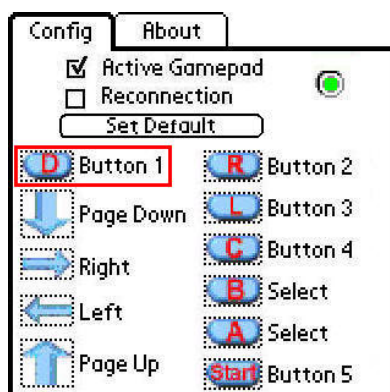 Config About
Active Gamepad
Reconnection
Set Default
D Button 1 R Button 2
Page Down L Button 3
Right C Button 4
Left B Select
A Select
Page Up Start Button 5